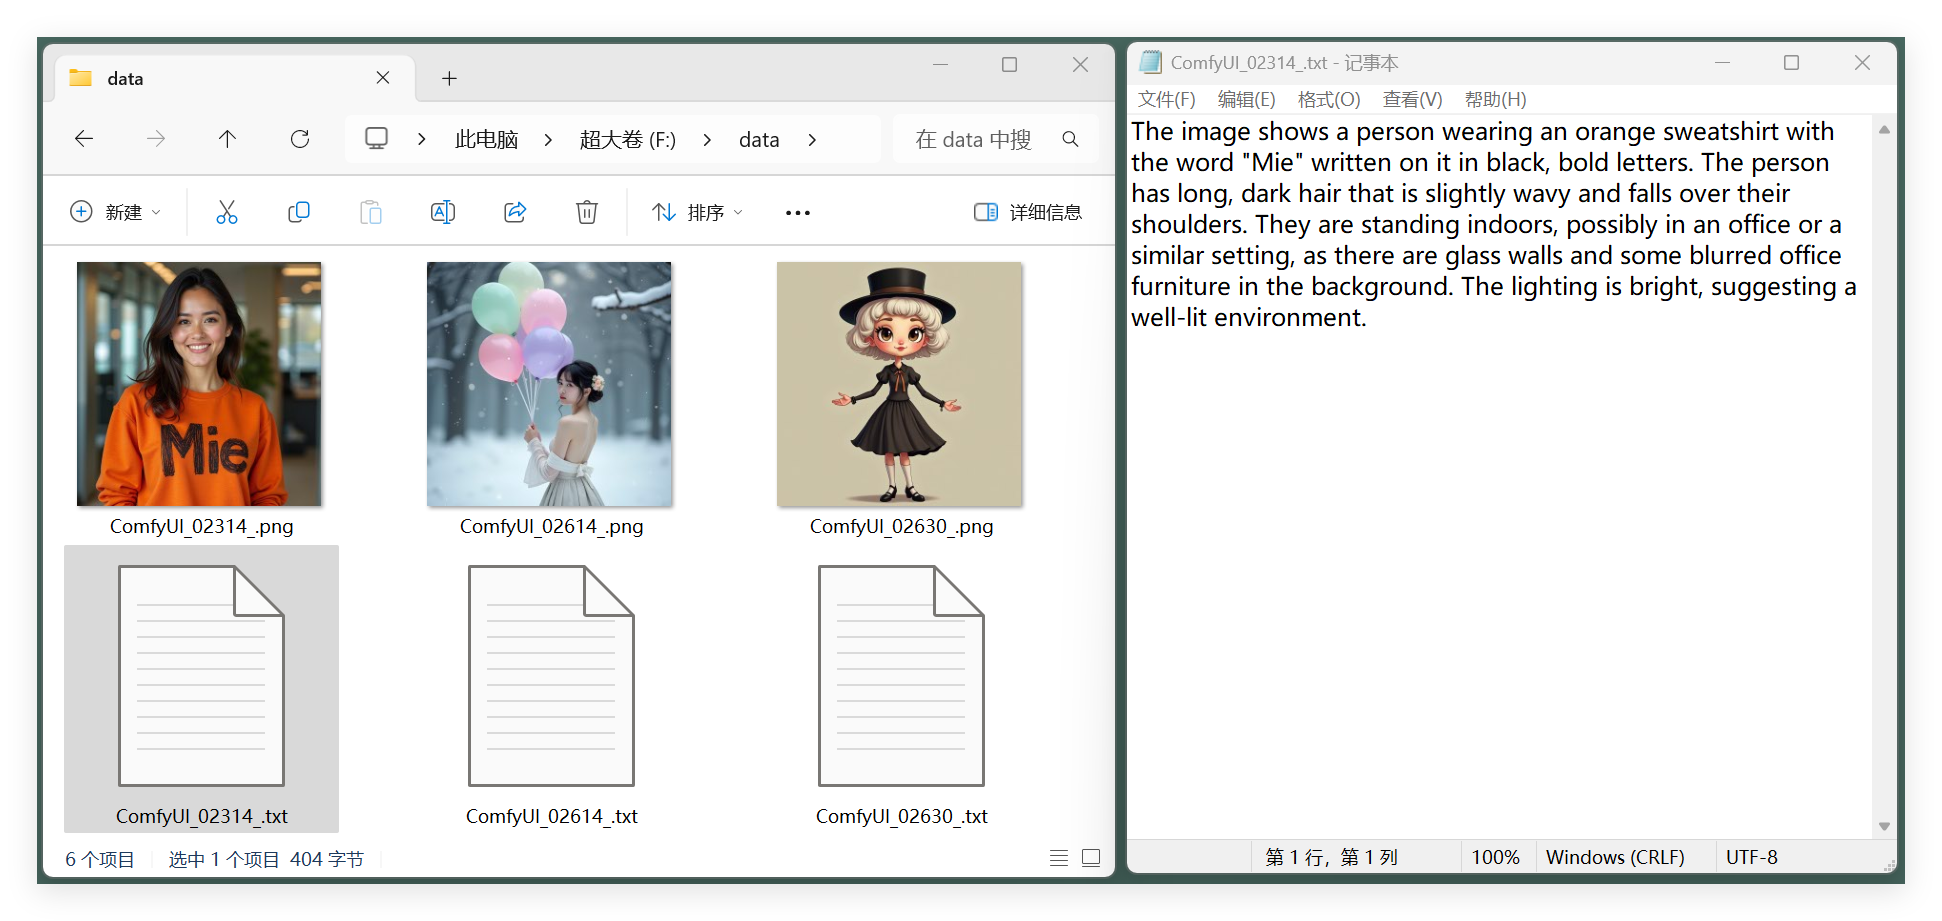 data
此电脑 > 超大卷 (F:) > data >
在 data 中搜
新建
排序
详细信息
Mie
ComfyUI_02314_.png
ComfyUI_02614_.png
ComfyUI_02630_.png
ComfyUI_02314_.txt
ComfyUI_02614_.txt
ComfyUI_02630_.txt
6 个项目
选中 1 个项目 404 字节
ComfyUI_02314_.txt - 记事本
文件(F) 编辑(E) 格式(O) 查看(V) 帮助(H)
The image shows a person wearing an orange sweatshirt with
the word "Mie" written on it in black, bold letters. The person
has long, dark hair that is slightly wavy and falls over their
shoulders. They are standing indoors, possibly in an office or a
similar setting, as there are glass walls and some blurred office
furniture in the background. The lighting is bright, suggesting a
well-lit environment.
第 1 行，第 1 列
100%
Windows (CRLF)
UTF-8